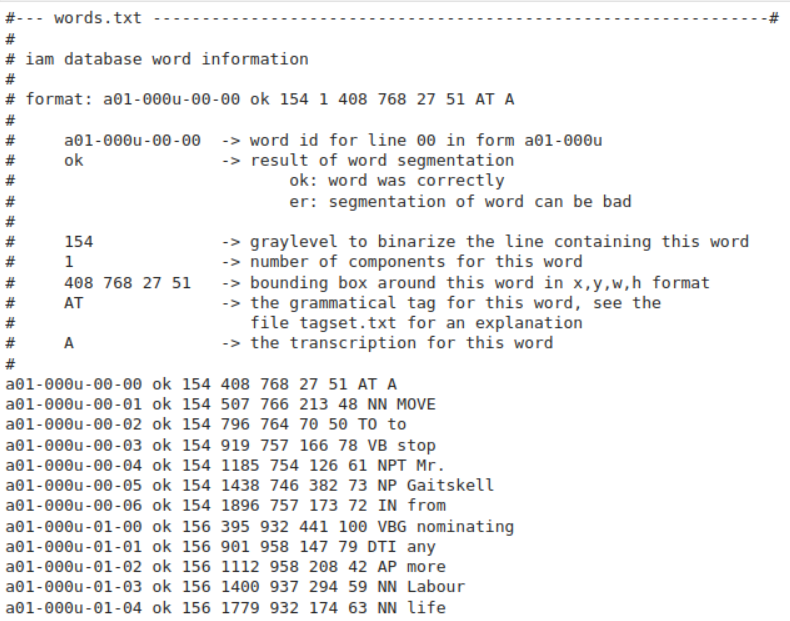 #--- words.txt ---------------------------------------------------------------#
#
# iam database word information
#
# format: a01-000u-00-00 ok 154 1 408 768 27 51 AT A
#
#     a01-000u-00-00  -> word id for line 00 in form a01-000u
#     ok              -> result of word segmentation
#                            ok: word was correctly
#                            er: segmentation of word can be bad
#
#     154             -> graylevel to binarize the line containing this word
#     1               -> number of components for this word
#     408 768 27 51   -> bounding box around this word in x,y,w,h format
#     AT              -> the grammatical tag for this word, see the
#                        file tagset.txt for an explanation
#     A               -> the transcription for this word
#
a01-000u-00-00 ok 154 408 768 27 51 AT A
a01-000u-00-01 ok 154 507 766 213 48 NN MOVE
a01-000u-00-02 ok 154 796 764 70 50 TO to
a01-000u-00-03 ok 154 919 757 166 78 VB stop
a01-000u-00-04 ok 154 1185 754 126 61 NPT Mr.
a01-000u-00-05 ok 154 1438 746 382 73 NP Gaitskell
a01-000u-00-06 ok 154 1896 757 173 72 IN from
a01-000u-01-00 ok 156 395 932 441 100 VBG nominating
a01-000u-01-01 ok 156 901 958 147 79 DTI any
a01-000u-01-02 ok 156 1112 958 208 42 AP more
a01-000u-01-03 ok 156 1400 937 294 59 NN Labour
a01-000u-01-04 ok 156 1779 932 174 63 NN life